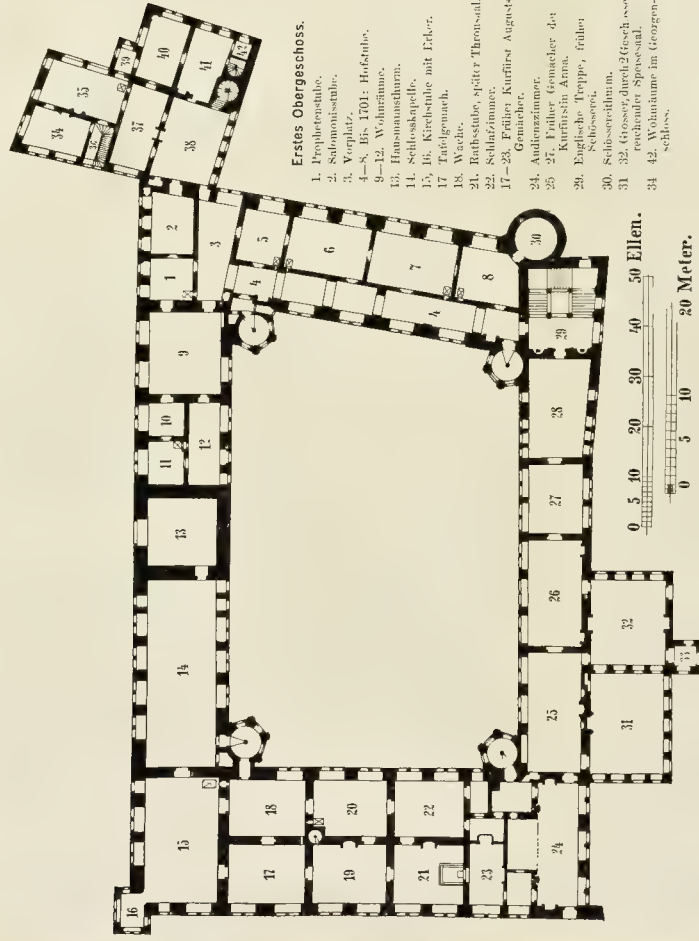 Erstes Obergeschoss.
1. Prophetenstube.
2. Salomonisstube.
3. Vorplatz.
4—8. Bis 1701: Hofstube.
9—12. Wohnräume.
13. Hausmannsthurm.
14. Schlosskapelle.
15, 16. Kirchstube mit Erker.
17 Tafelgemach.
18. Wache.
21. Rathsstube, später Thronsaal
22. Schlafzimmer.
17—23. Früher Kurfürst Augusts
Gemächer.
24. Audienzzimmer.
25 27. Früher Gemächer der
Kurfürstin Anna.
29. Englische Treppe, früher
Schösserei.
30. Schössereithurm.
31 32. Grosser, durch 2 Geschosse
reichender Speisesaal.
34 42. Wohnräume im Georgen-
schloss.
0 5 10 20 30 40 50 Ellen.
0 5 10 20 Meter.
34
35
36
37
38
39
40
41
42
1
2
3
4
4
5
6
7
8
9
10
11
12
13
14
15
16
17
18
19
20
21
22
23
24
25
26
27
28
29
30
31
32
33